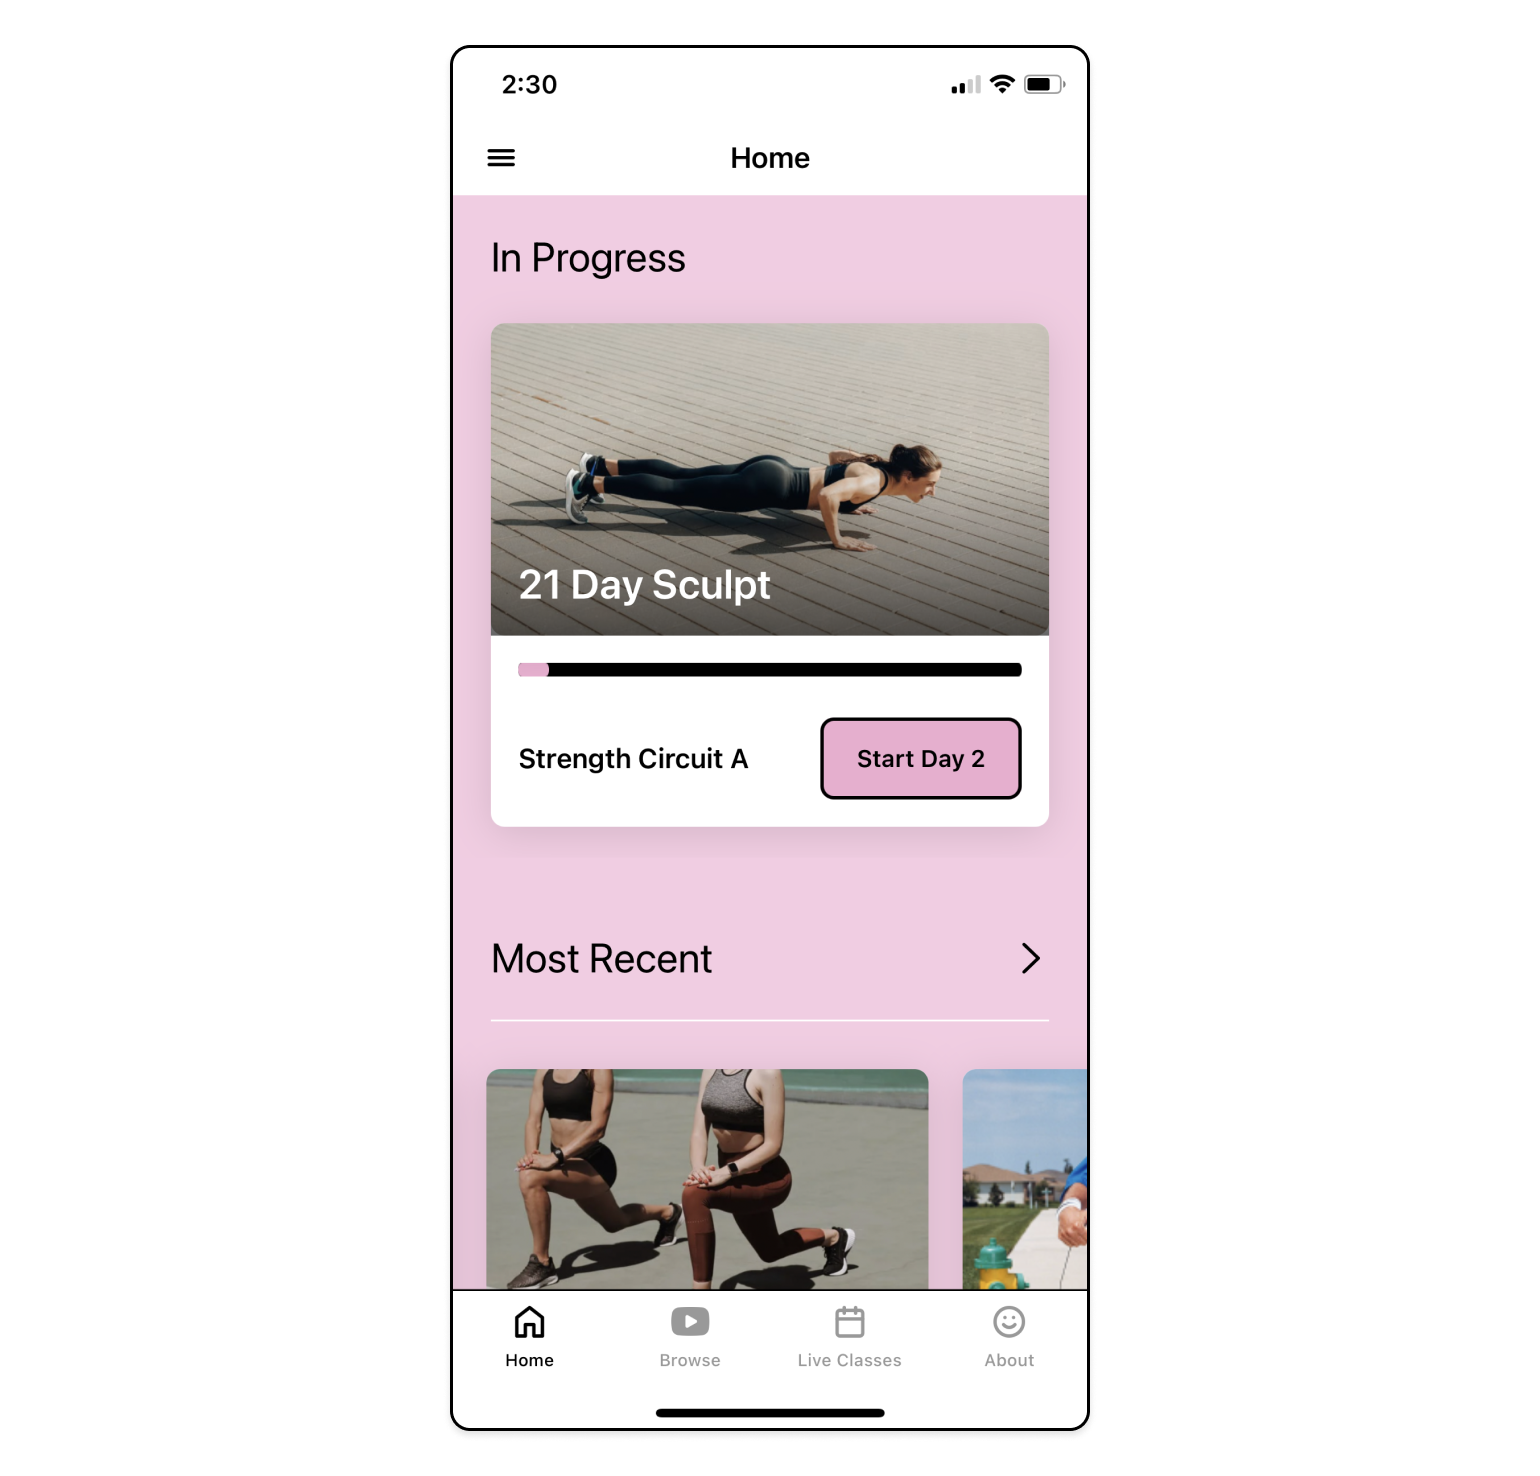 2:30
Home
In Progress
21 Day Sculpt
Strength Circuit A
Start Day 2
Most Recent
Home
Browse
Live Classes
About